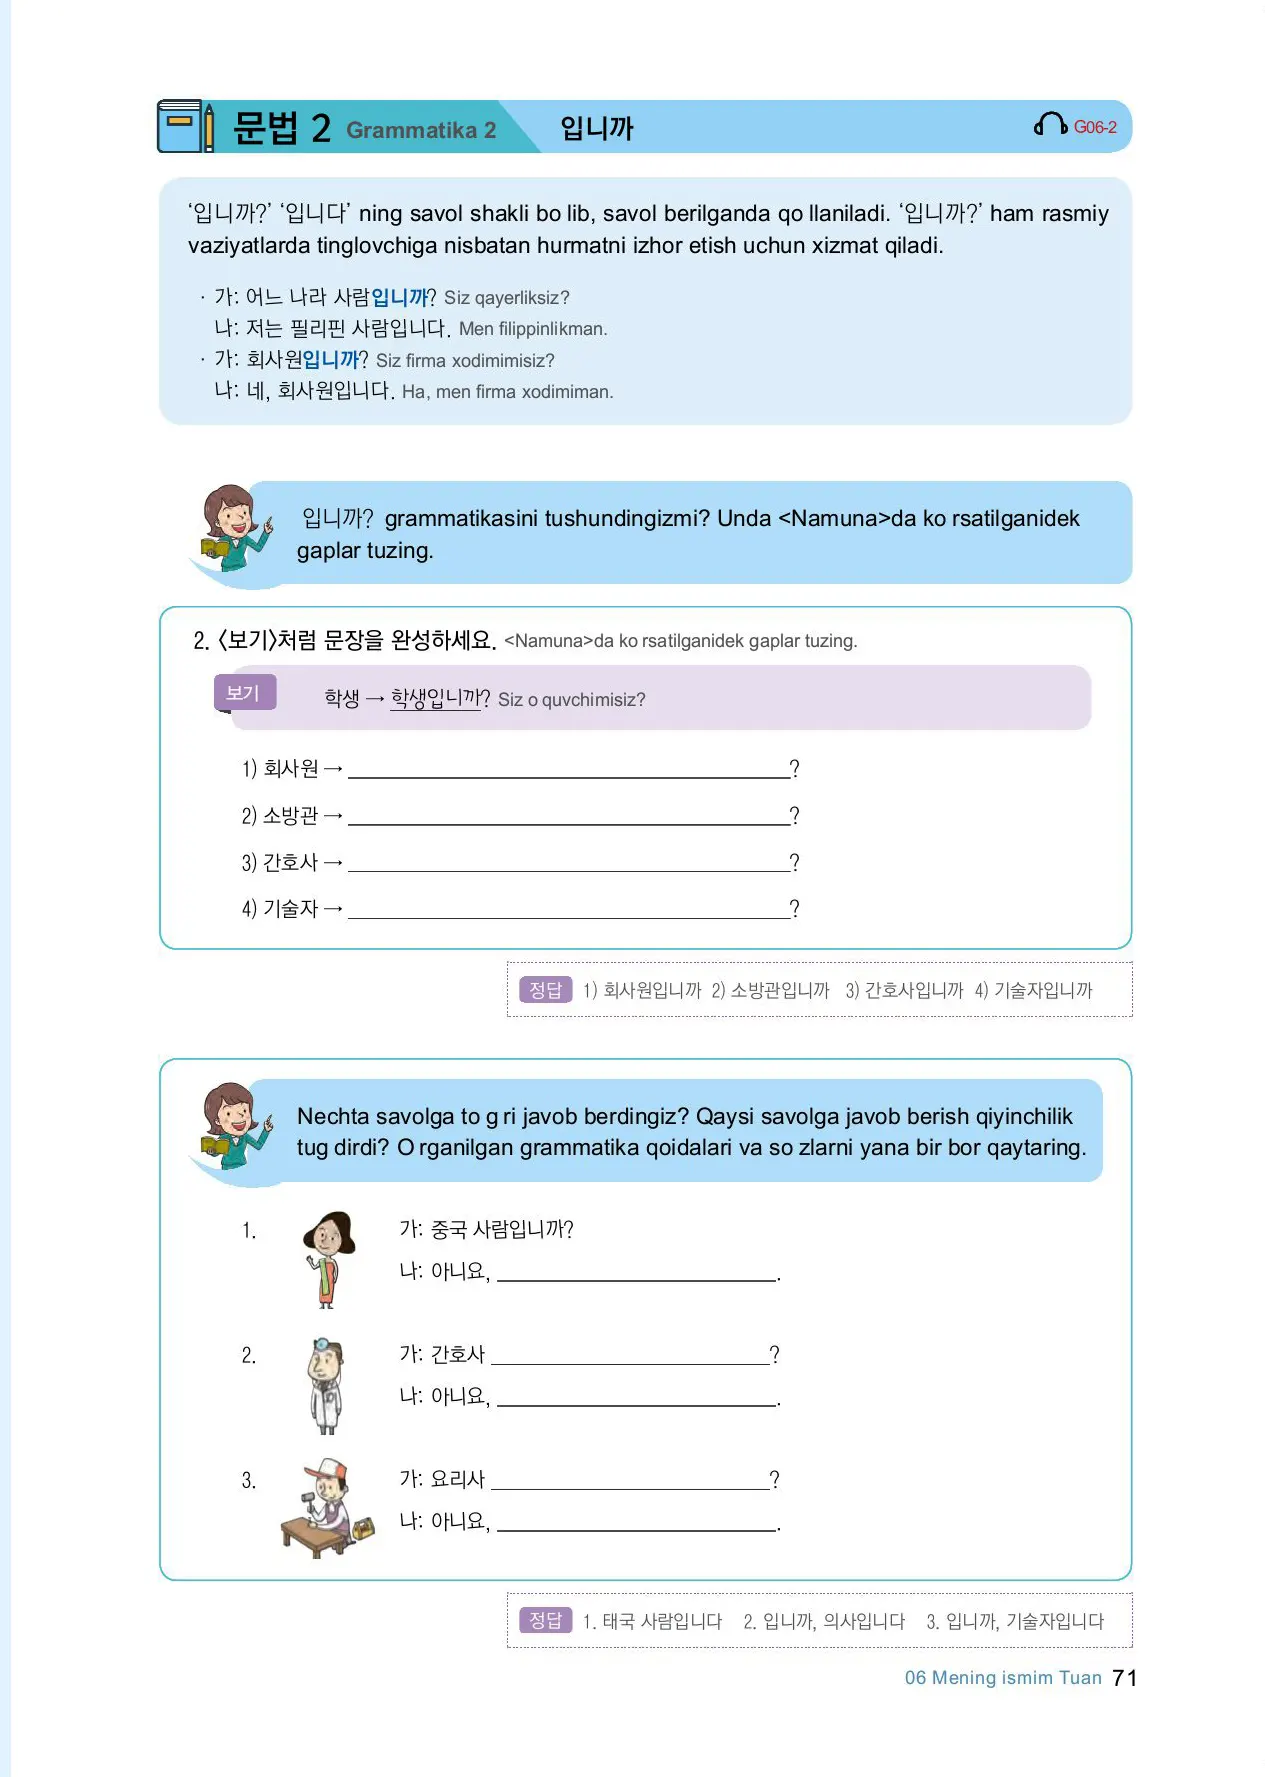 문법 2 Grammatika 2 입니까 G06-2
‘입니까?’ ‘입니다’ ning savol shakli bo lib, savol berilganda qo llaniladi. ‘입니까?’ ham rasmiy
vaziyatlarda tinglovchiga nisbatan hurmatni izhor etish uchun xizmat qiladi.
· 가: 어느 나라 사람입니까? Siz qayerliksiz?
나: 저는 필리핀 사람입니다. Men filippinlikman.
· 가: 회사원입니까? Siz firma xodimimisiz?
나: 네, 회사원입니다. Ha, men firma xodimiman.
입니까? grammatikasini tushundingizmi? Unda <Namuna>da ko rsatilganidek
gaplar tuzing.
2. <보기>처럼 문장을 완성하세요. <Namuna>da ko rsatilganidek gaplar tuzing.
보기 학생 → 학생입니까? Siz o quvchimisiz?
1) 회사원 → ?
2) 소방관 → ?
3) 간호사 → ?
4) 기술자 → ?
정답 1) 회사원입니까 2) 소방관입니까 3) 간호사입니까 4) 기술자입니까
Nechta savolga to g ri javob berdingiz? Qaysi savolga javob berish qiyinchilik
tug dirdi? O rganilgan grammatika qoidalari va so zlarni yana bir bor qaytaring.
1. 가: 중국 사람입니까?
나: 아니요, .
2. 가: 간호사 ?
나: 아니요, .
3. 가: 요리사 ?
나: 아니요, .
정답 1. 태국 사람입니다 2. 입니까, 의사입니다 3. 입니까, 기술자입니다
06 Mening ismim Tuan 71